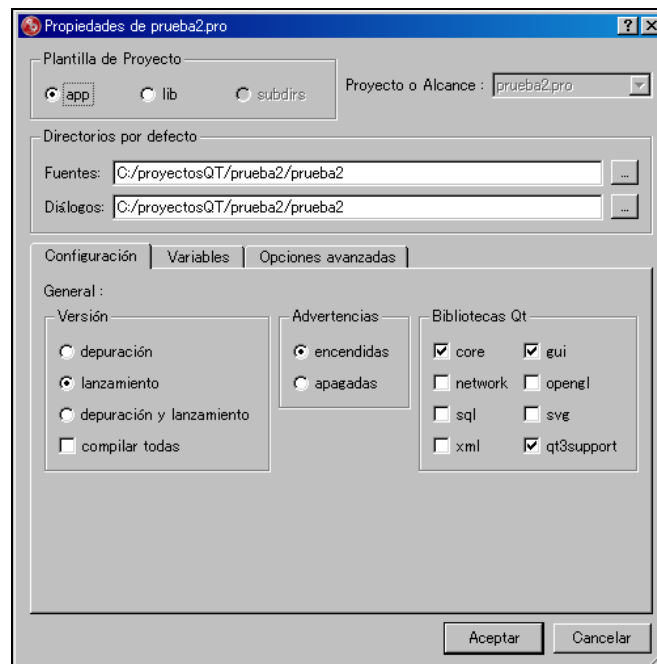 Propiedades de prueba2.pro
Plantilla de Proyecto
app lib subdirs
Proyecto o Alcance : prueba2.pro
Directorios por defecto
Fuentes: C:/proyectosQT/prueba2/prueba2 ...
Diálogos: C:/proyectosQT/prueba2/prueba2 ...
Configuración Variables Opciones avanzadas
General :
Versión
depuración
lanzamiento
depuración y lanzamiento
compilar todas
Advertencias
encendidas
apagadas
Bibliotecas Qt
core gui
network opengl
sql svg
xml qt3support
Aceptar Cancelar